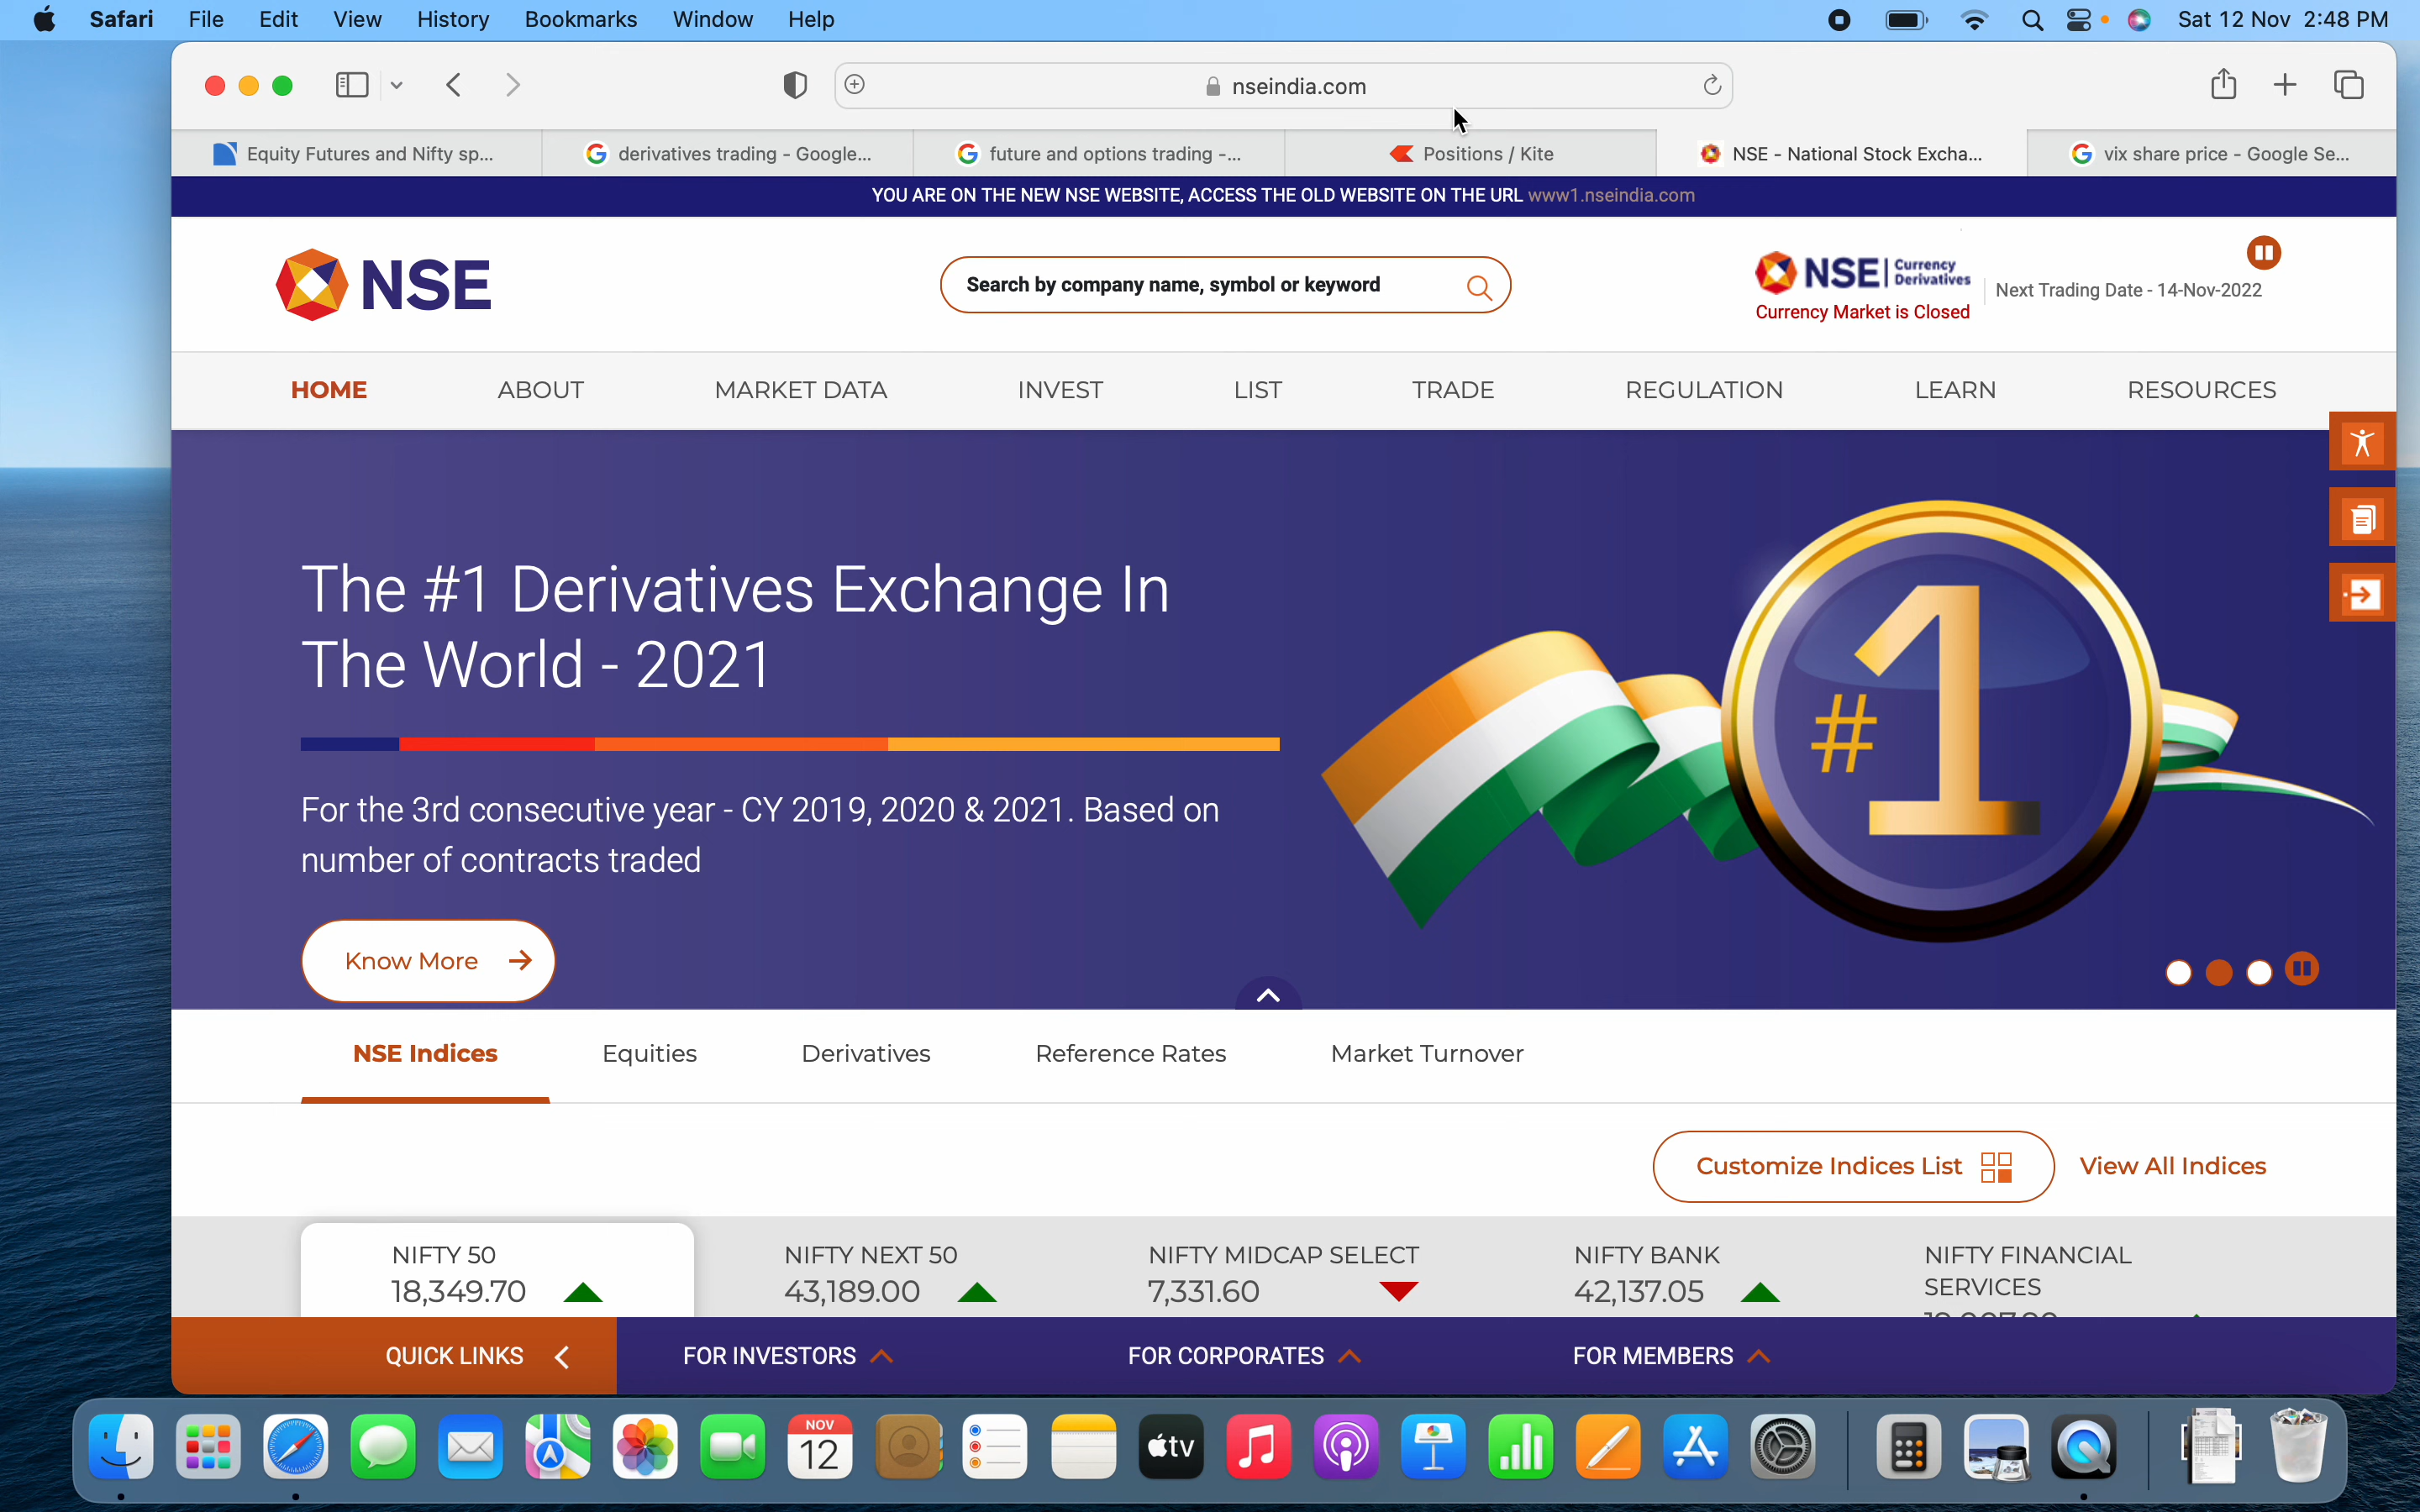 Safari File Edit View History Bookmarks Window Help Sat 12 Nov 2:48 PM
nseindia.com
Equity Futures and Nifty sp... derivatives trading - Google... future and options trading -... Positions / Kite NSE - National Stock Excha... vix share price - Google Se...
YOU ARE ON THE NEW NSE WEBSITE, ACCESS THE OLD WEBSITE ON THE URL www1.nseindia.com
NSE
Search by company name, symbol or keyword
NSE Currency Derivatives
Currency Market is Closed
Next Trading Date - 14-Nov-2022
HOME ABOUT MARKET DATA INVEST LIST TRADE REGULATION LEARN RESOURCES
The #1 Derivatives Exchange In
The World - 2021
For the 3rd consecutive year - CY 2019, 2020 & 2021. Based on
number of contracts traded
#1
Know More
NSE Indices Equities Derivatives Reference Rates Market Turnover
Customize Indices List View All Indices
NIFTY 50 NIFTY NEXT 50 NIFTY MIDCAP SELECT NIFTY BANK NIFTY FINANCIAL
SERVICES
18,349.70 43,189.00 7,331.60 42,137.05
QUICK LINKS FOR INVESTORS FOR CORPORATES FOR MEMBERS
NOV
12
tv